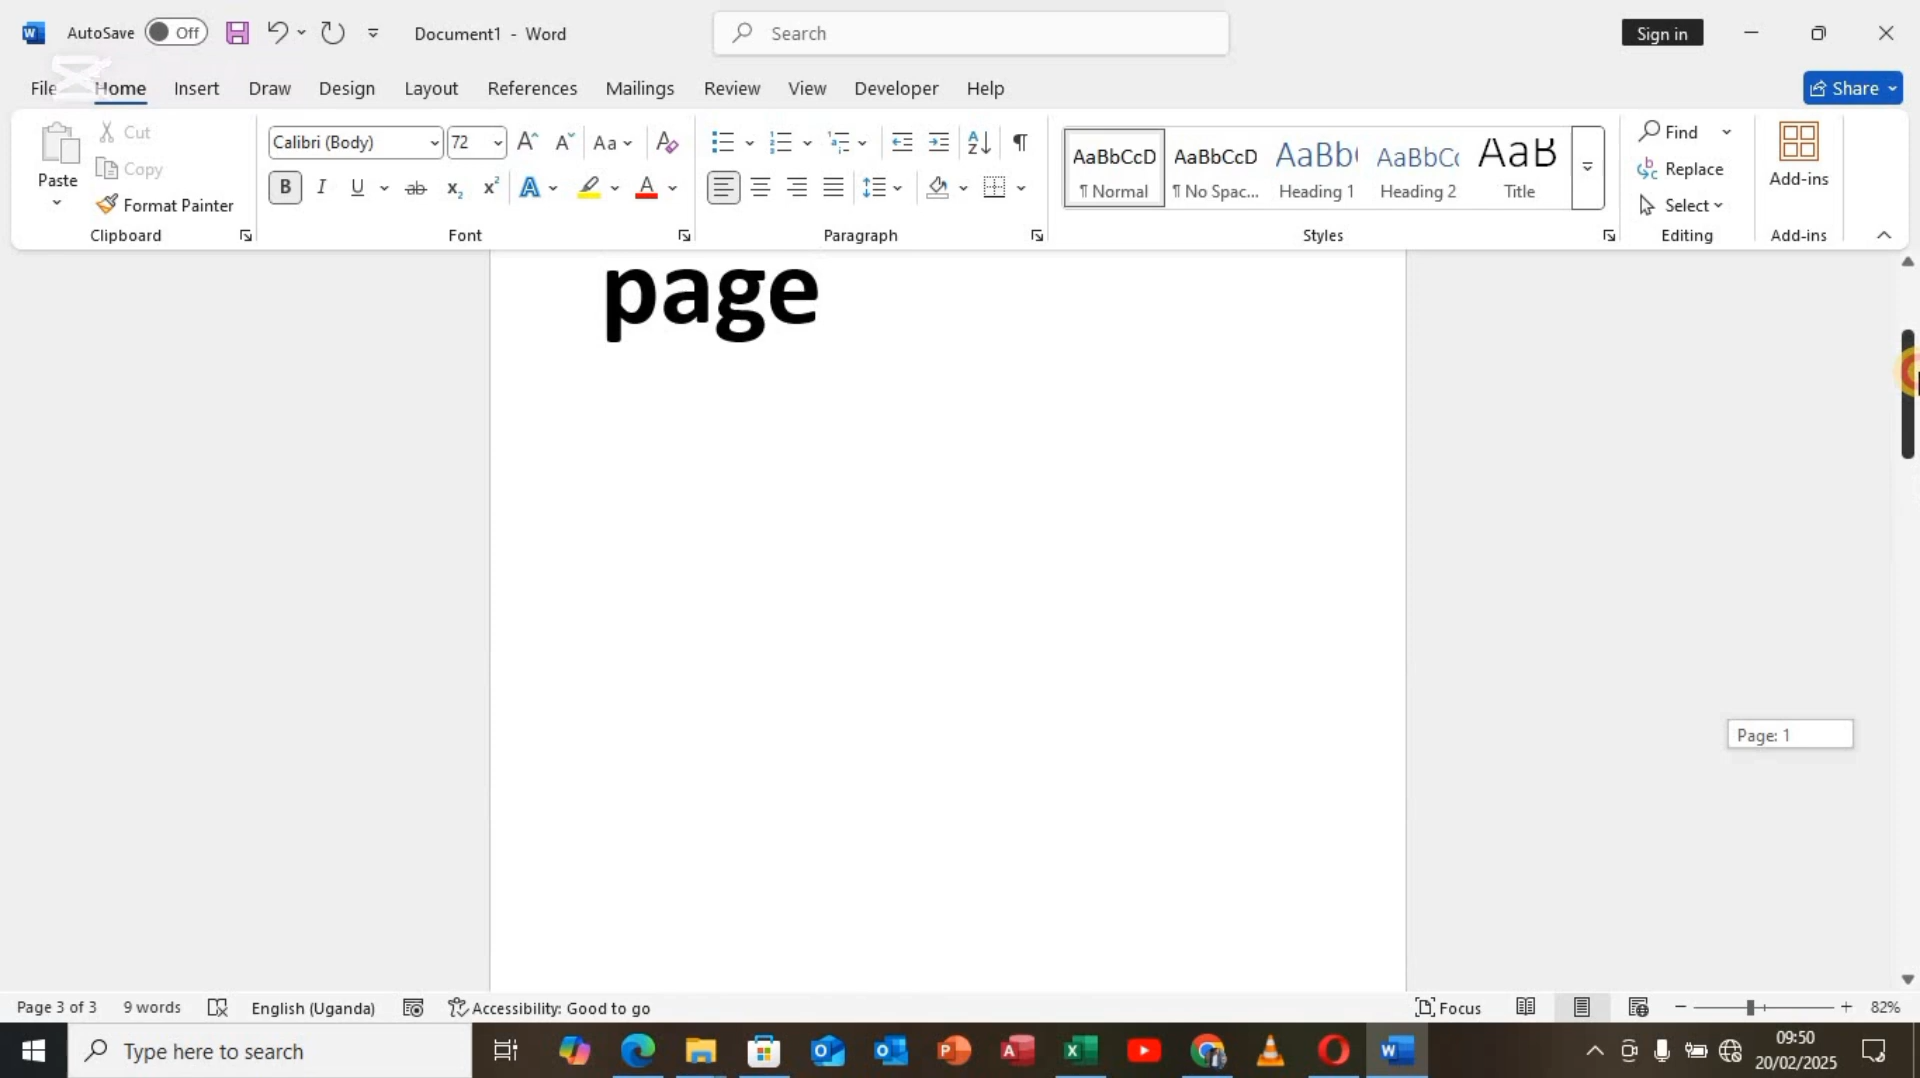 AutoSave Off Document1 - Word Search Sign in
File Home Insert Draw Design Layout References Mailings Review View Developer Help Share
Paste Cut Copy Format Painter Clipboard
Calibri (Body) 72 Aa Font
Paragraph
AaBbCcD ¶ Normal
AaBbCcD ¶ No Spac...
AaBb( Heading 1
AaBbCc Heading 2
AaB Title
Styles
Find
Replace
Select
Editing
Add-ins
Add-ins
page
Page: 1
Page 3 of 3 9 words English (Uganda) Accessibility: Good to go Focus 82%
Type here to search
09:50
20/02/2025